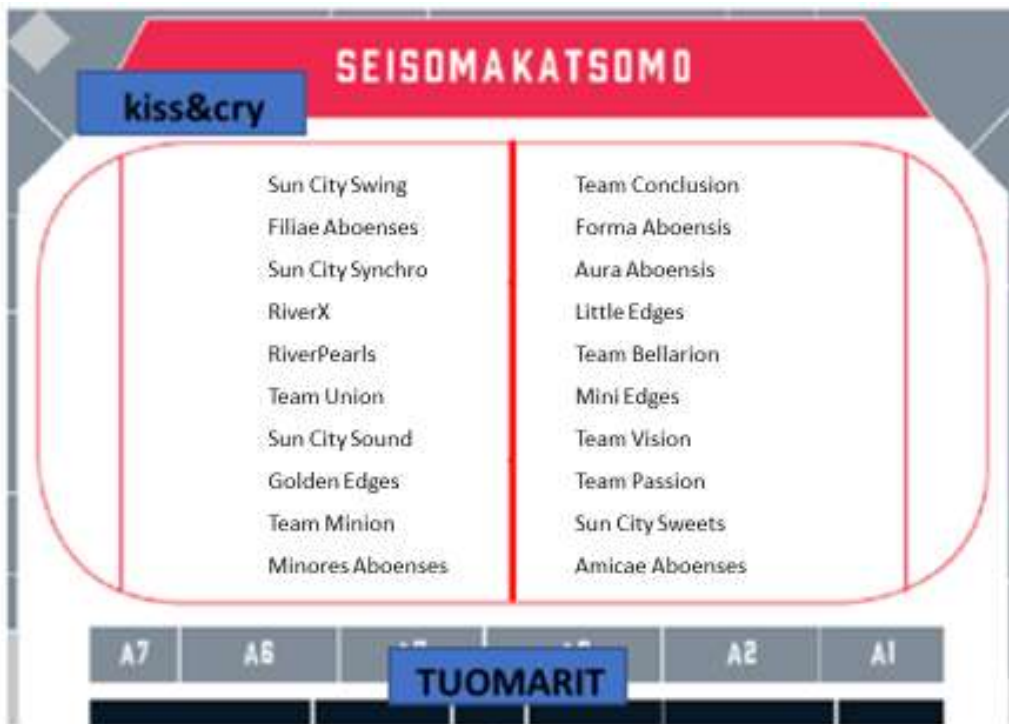 SEISOMAKATSOMO
kiss&cry
Sun City Swing
Filiae Aboenses
Sun City Synchro
RiverX
RiverPearls
Team Union
Sun City Sound
Golden Edges
Team Minion
Minores Aboenses
Team Conclusion
Forma Aboensis
Aura Aboensis
Little Edges
Team Bellarion
Mini Edges
Team Vision
Team Passion
Sun City Sweets
Amicae Aboenses
A7 A6 A2 A1
TUOMARIT